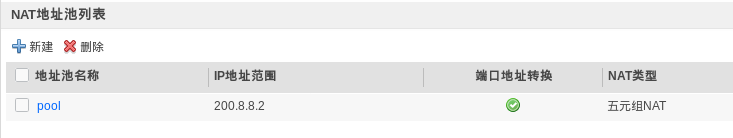 NAT地址池列表
新建 删除
地址池名称 IP地址范围 端口地址转换 NAT类型
pool 200.8.8.2 五元组NAT